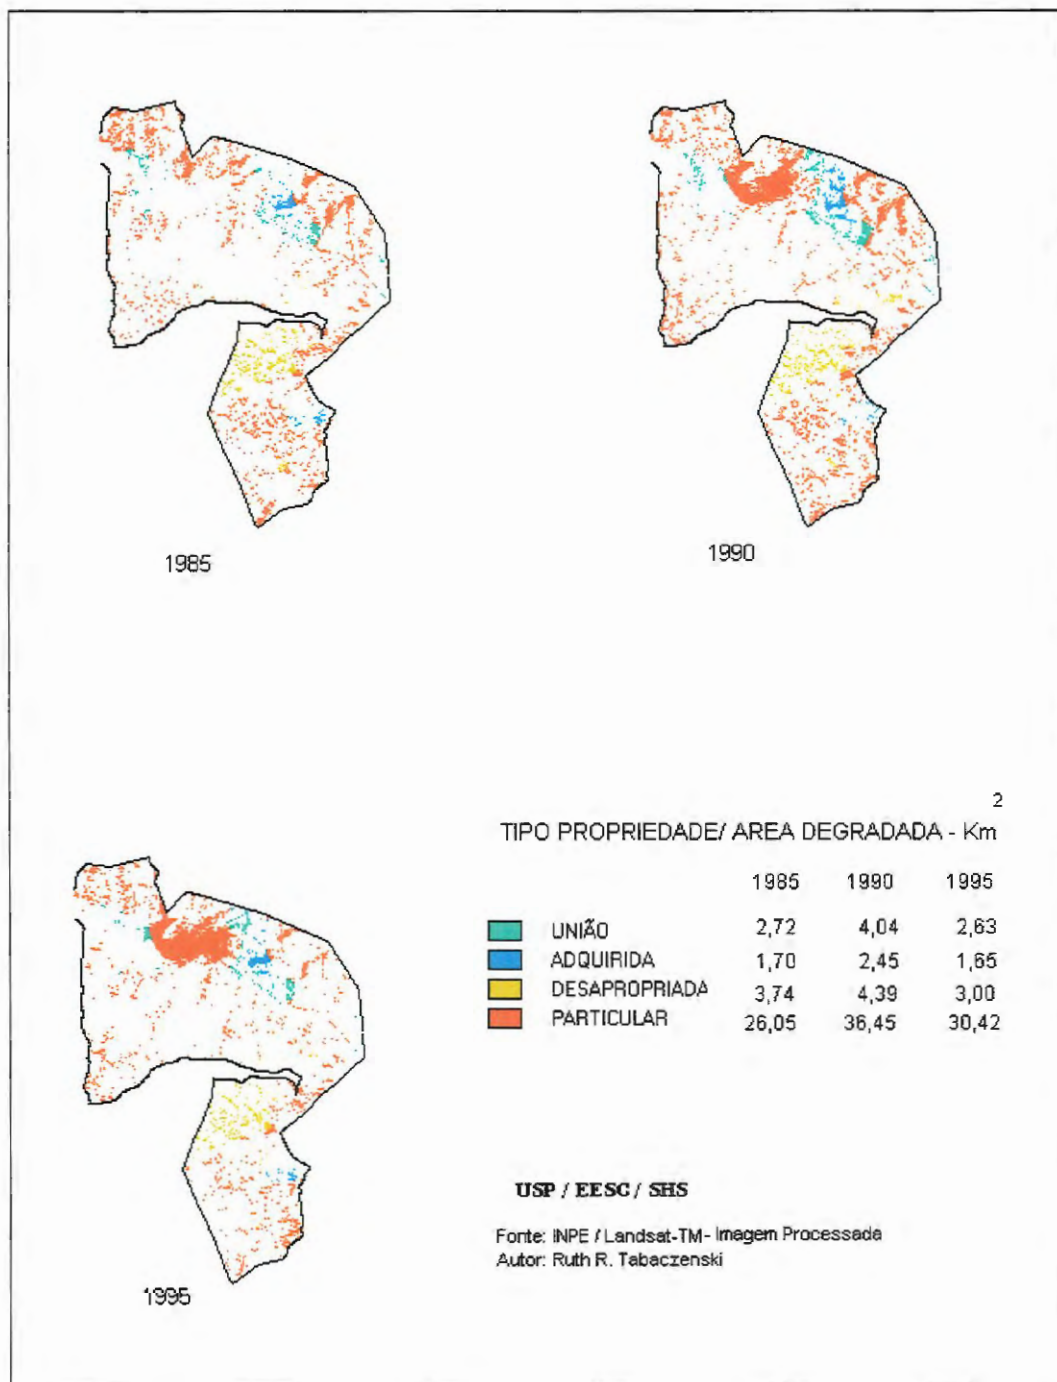 1985
1990
TIPO PROPRIEDADE/ AREA DEGRADADA - Km 2
1985 1990 1995
UNIÃO 2,72 4,04 2,63
ADQUIRIDA 1,70 2,45 1,65
DESAPROPRIADA 3,74 4,39 3,00
PARTICULAR 26,05 36,45 30,42
USP / EESC / SHS
Fonte: INPE / Landsat-TM- Imagem Processada
Autor: Ruth R. Tabaczenski
1995